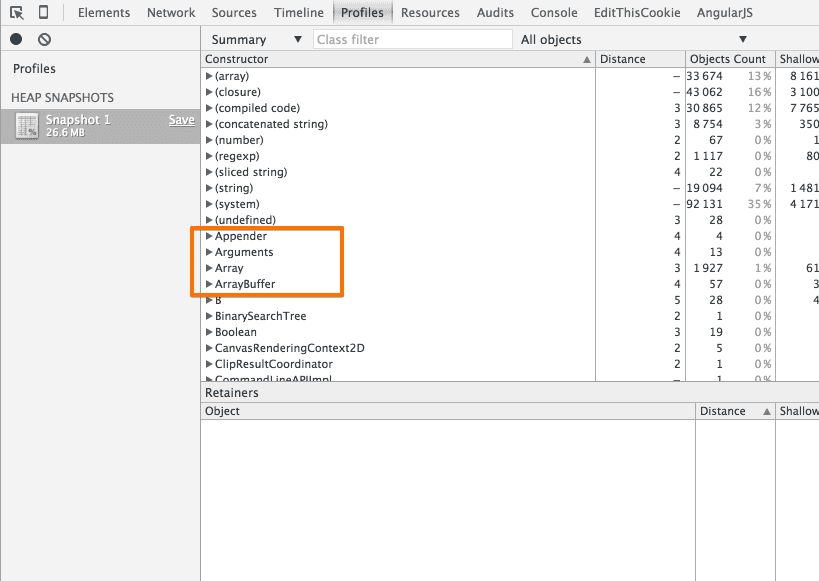 Elements Network Sources Timeline Profiles Resources Audits Console EditThisCookie AngularJS
Summary ▼ Class filter All objects ▼
Profiles
HEAP SNAPSHOTS
Snapshot 1 Save
26.6 MB
Constructor ▲ Distance Objects Count Shallow
(array) − 33 674 13 % 8 161
(closure) − 43 062 16 % 3 100
(compiled code) 3 30 865 12 % 7 765
(concatenated string) 3 8 754 3 % 350
(number) 2 67 0 % 1
(regexp) 2 1 117 0 % 80
(sliced string) 4 22 0 %
(string) − 19 094 7 % 1 481
(system) − 92 131 35 % 4 171
(undefined) 3 28 0 %
Appender 4 4 0 %
Arguments 4 13 0 %
Array 3 1 927 1 % 61
ArrayBuffer 4 57 0 % 3
B 5 28 0 % 4
BinarySearchTree 2 1 0 %
Boolean 3 19 0 %
CanvasRenderingContext2D 2 5 0 %
ClipResultCoordinator 2 1 0 %
CommandLineAPIImpl − 1 0 %
Retainers
Object Distance ▲ Shallow